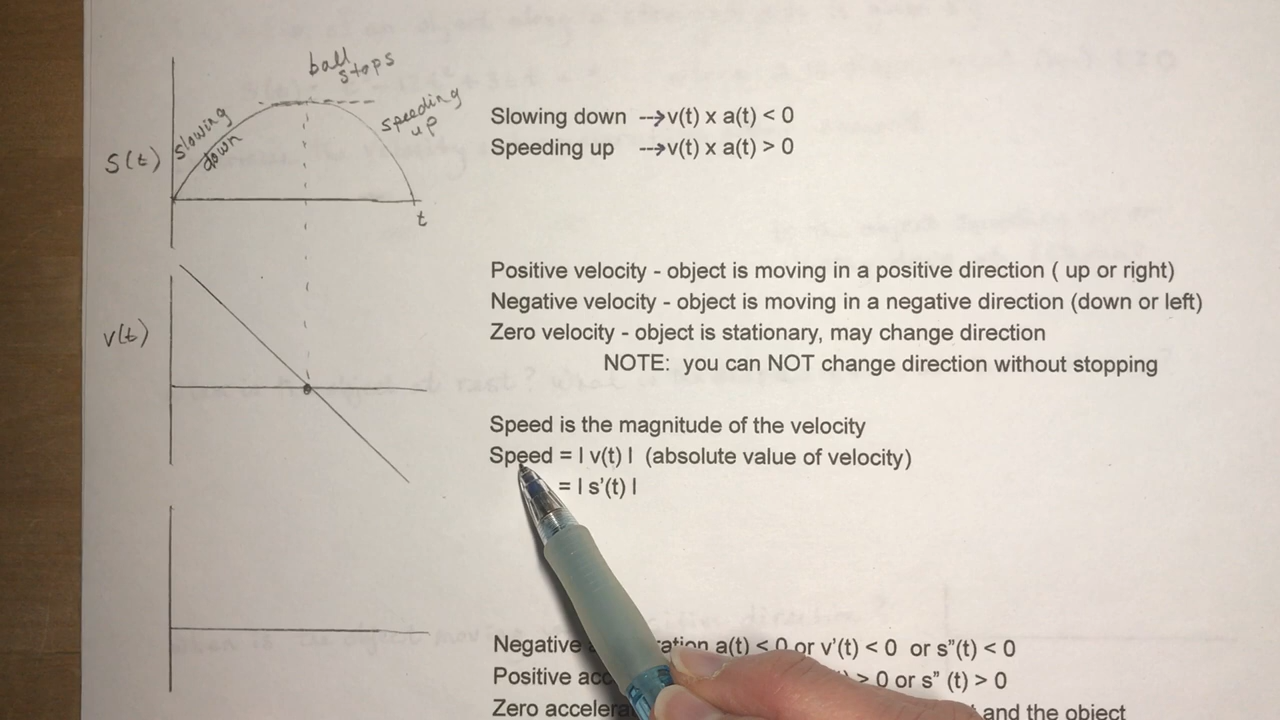 ball
stops
slowing
down
speeding
up
S(t)
t
v(t)
Slowing down --→v(t) x a(t) < 0
Speeding up --→v(t) x a(t) > 0
Positive velocity - object is moving in a positive direction ( up or right)
Negative velocity - object is moving in a negative direction (down or left)
Zero velocity - object is stationary, may change direction
NOTE: you can NOT change direction without stopping
Speed is the magnitude of the velocity
Speed = | v(t) | (absolute value of velocity)
= | s'(t) |
Negative a(t) < 0 or v'(t) < 0 or s"(t) < 0
Positive > 0 or s" (t) > 0
Zero and the object